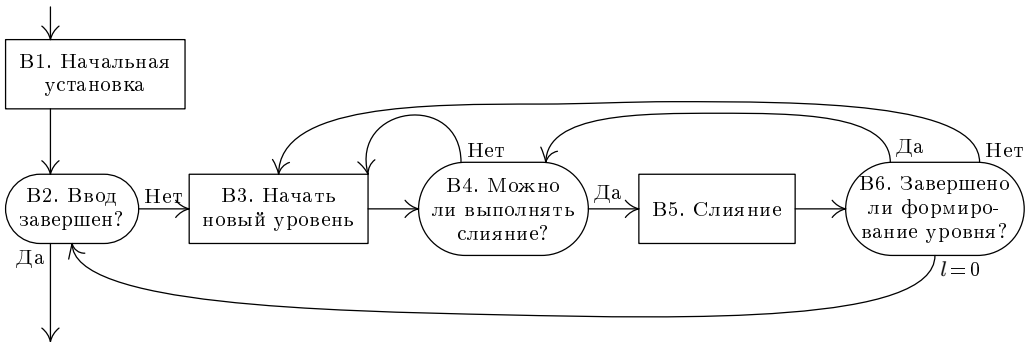 В1. Начальная
установка
В2. Ввод
завершен?
Нет
Да
В3. Начать
новый уровень
Нет
В4. Можно
ли выполнять
слияние?
Да
В5. Слияние
Да
Нет
В6. Завершено
ли формиро-
вание уровня?
l=0